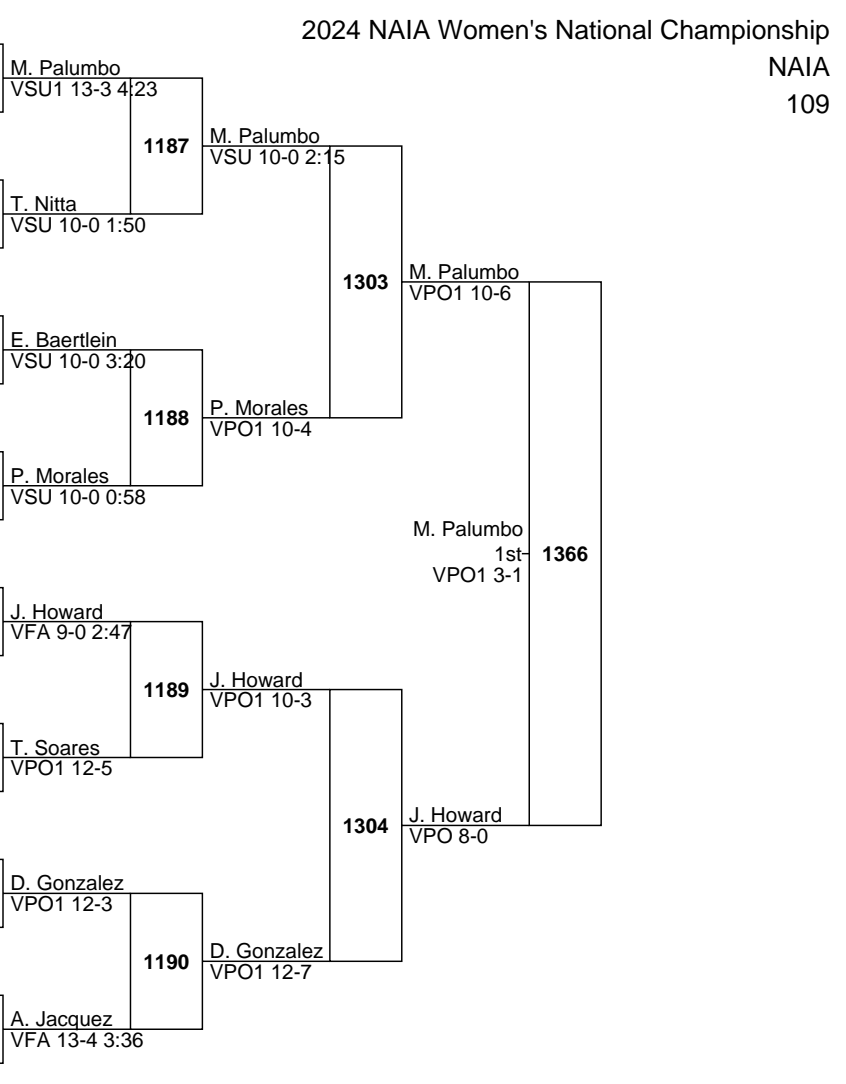 2024 NAIA Women's National Championship
NAIA
109
M. Palumbo
VSU1 13-3 4:23
1187
M. Palumbo
VSU 10-0 2:15
T. Nitta
VSU 10-0 1:50
1303
M. Palumbo
VPO1 10-6
E. Baertlein
VSU 10-0 3:20
1188
P. Morales
VPO1 10-4
P. Morales
VSU 10-0 0:58
M. Palumbo
1st
VPO1 3-1
1366
J. Howard
VFA 9-0 2:47
1189
J. Howard
VPO1 10-3
T. Soares
VPO1 12-5
1304
J. Howard
VPO 8-0
D. Gonzalez
VPO1 12-3
1190
D. Gonzalez
VPO1 12-7
A. Jacquez
VFA 13-4 3:36